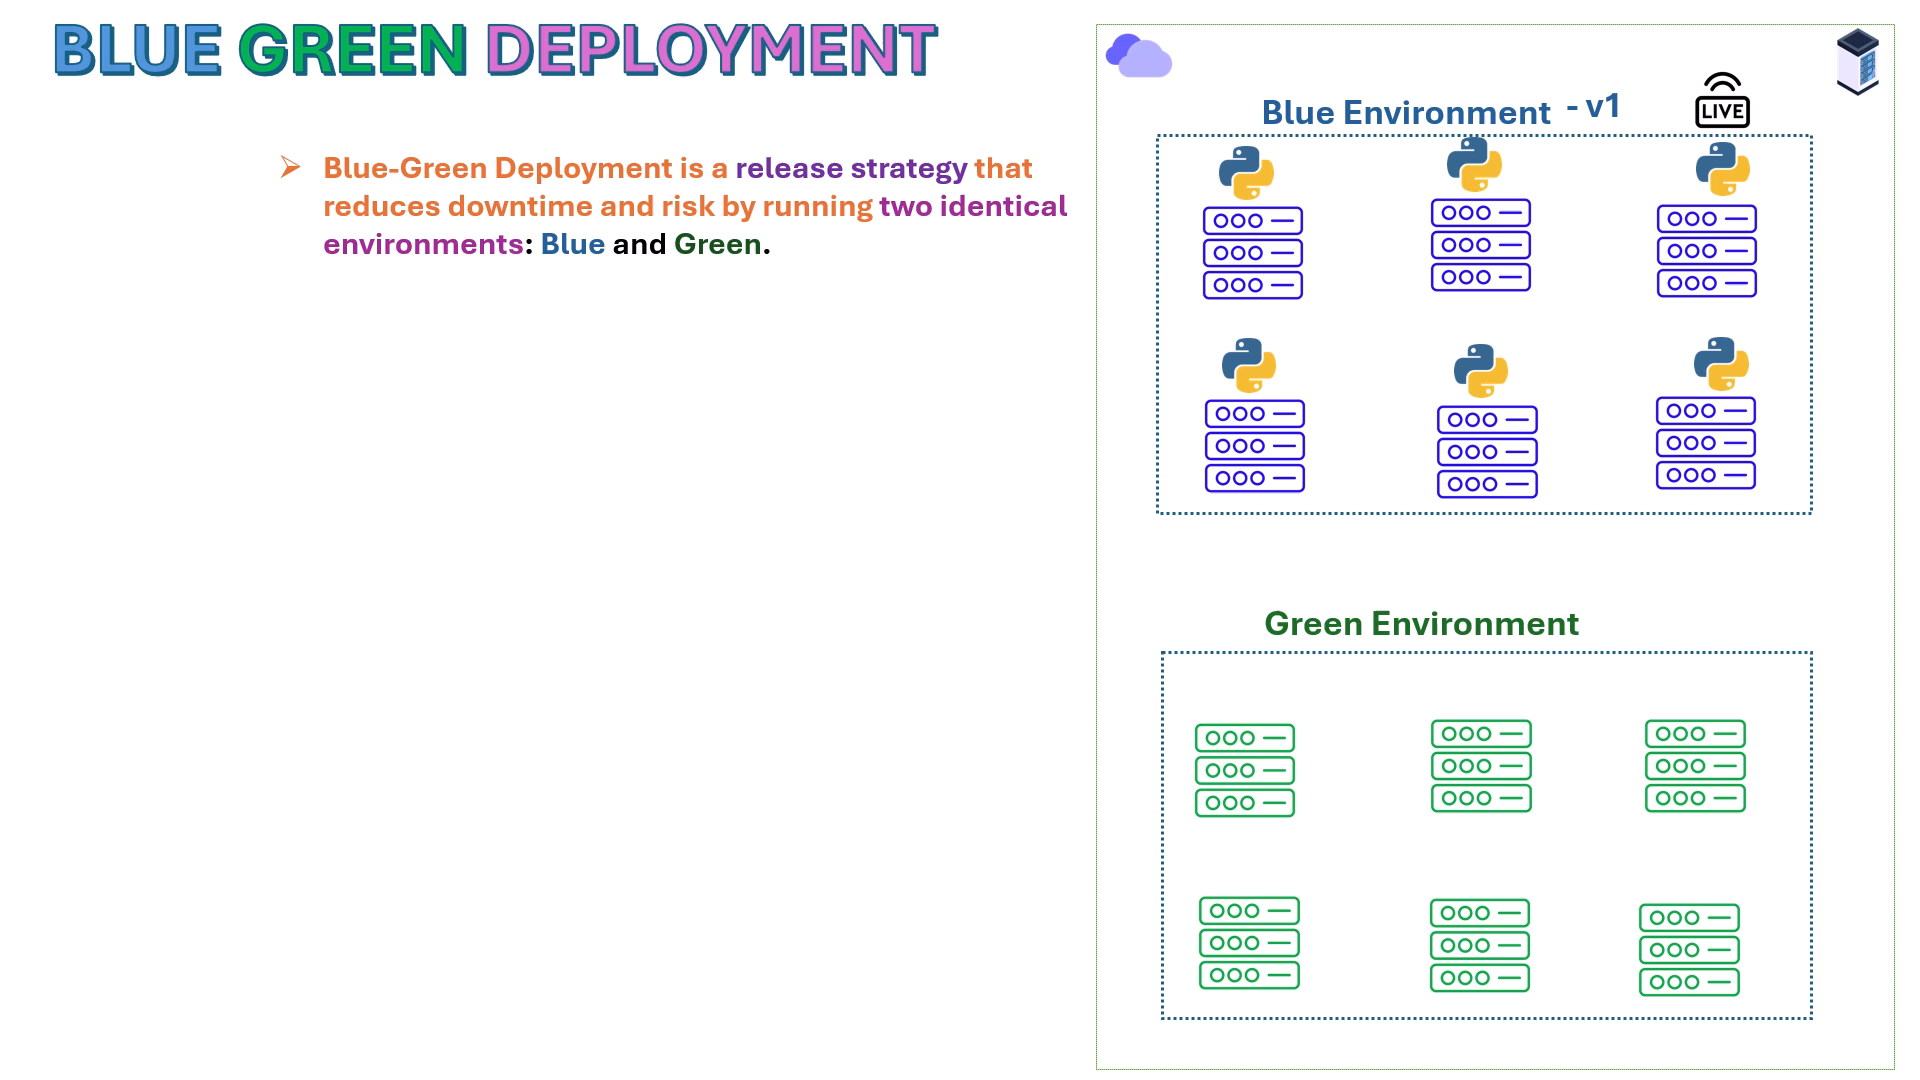 BLUE GREEN DEPLOYMENT
➢ Blue-Green Deployment is a release strategy that
reduces downtime and risk by running two identical
environments: Blue and Green.
Blue Environment - v1
LIVE
Green Environment